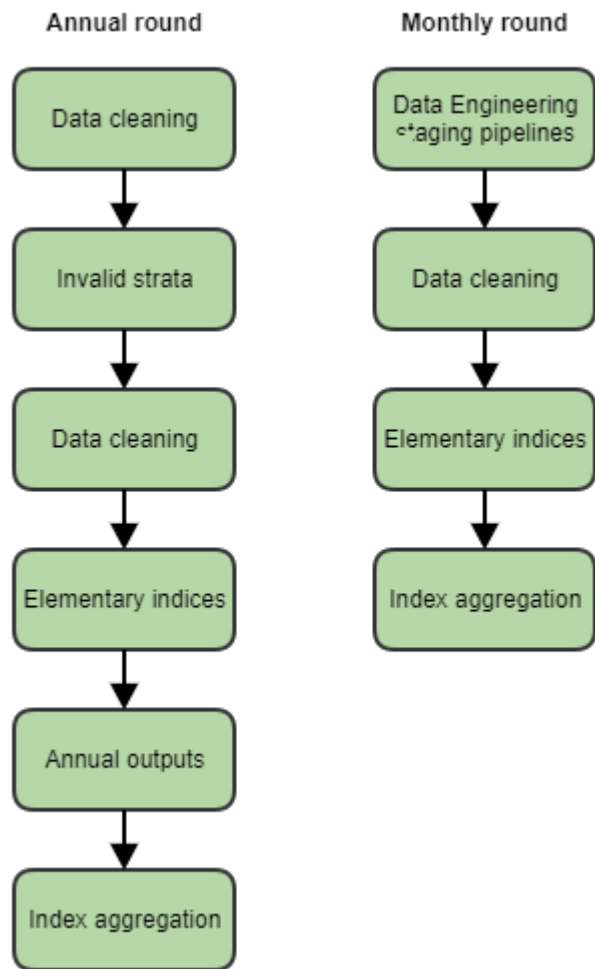 Annual round
Data cleaning
Invalid strata
Data cleaning
Elementary indices
Annual outputs
Index aggregation
Monthly round
Data Engineering
staging pipelines
Data cleaning
Elementary indices
Index aggregation